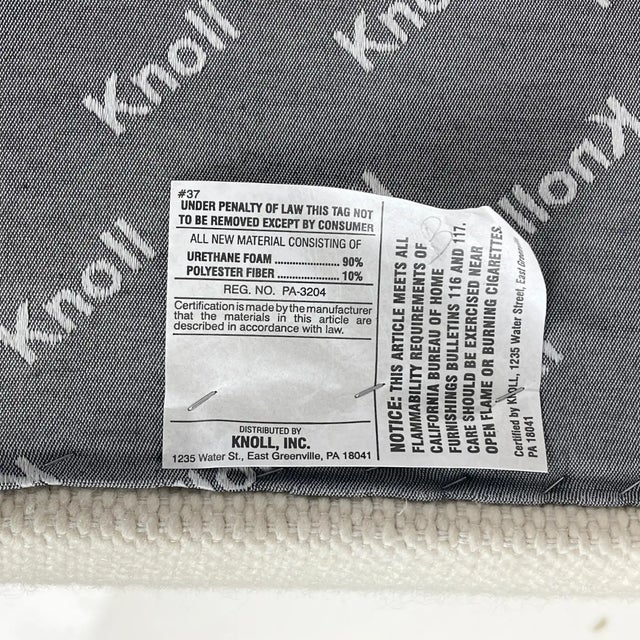 Knoll
Knoll
Knoll
Knoll
#37
UNDER PENALTY OF LAW THIS TAG NOT
TO BE REMOVED EXCEPT BY CONSUMER
ALL NEW MATERIAL CONSISTING OF
URETHANE FOAM ...................... 90%
POLYESTER FIBER ...................... 10%
REG. NO. PA-3204
Certification is made by the manufacturer
that the materials in this article are
described in accordance with law.
DISTRIBUTED BY
KNOLL, INC.
1235 Water St., East Greenville, PA 18041
NOTICE: THIS ARTICLE MEETS ALL
FLAMMABILITY REQUIREMENTS OF
CALIFORNIA BUREAU OF HOME
FURNISHINGS BULLETINS 116 AND 117.
CARE SHOULD BE EXERCISED NEAR
OPEN FLAME OR BURNING CIGARETTES.
Certified by KNOLL, 1235 Water Street, East Greenville
PA 18041